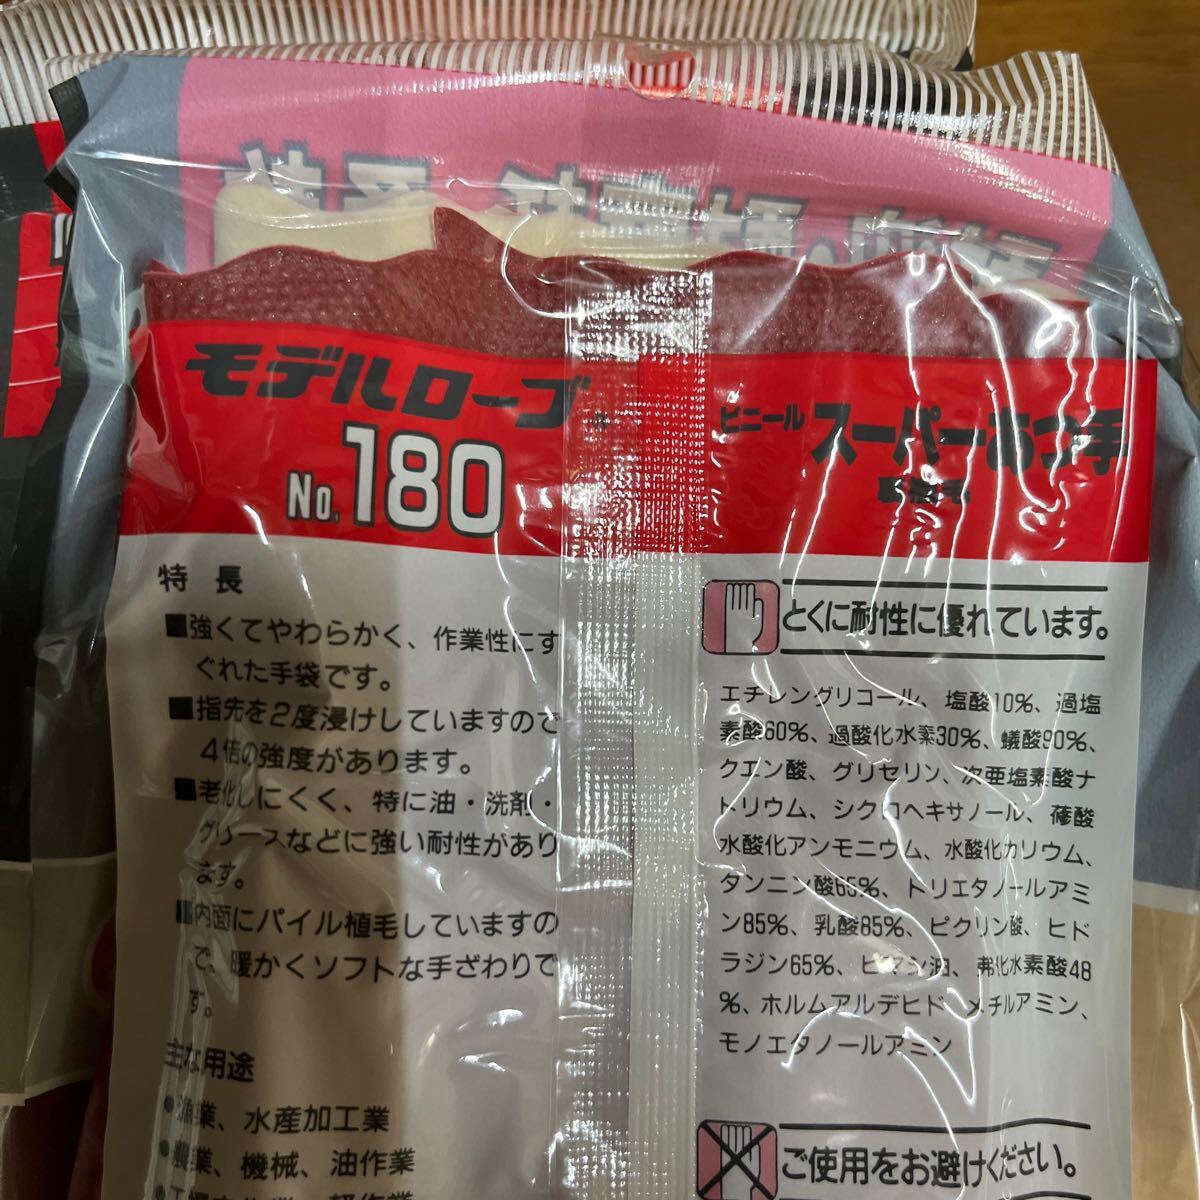 モデルローブ®
No.180
ビニール スーパーあつ手
特長
■強くてやわらかく、作業性にす
ぐれた手袋です。
■指先を2度浸けしていますので
4倍の強度があります。
■老化しにくく、特に油・洗剤・
グリースなどに強い耐性があり
ます。
■内面にパイル植毛していますの
で、暖かくソフトな手ざわりで
す。
主な用途
●漁業、水産加工業
●農業、機械、油作業
とくに耐性に優れています。
エチレングリコール、塩酸10%、過塩
素酸60%、過酸化水素30%、蟻酸90%、
クエン酸、グリセリン、次亜塩素酸ナ
トリウム、シクロヘキサノール、蓚酸
水酸化アンモニウム、水酸化カリウム、
タンニン酸65%、トリエタノールアミ
ン85%、乳酸85%、ピクリン酸、ヒド
ラジン65%、ヒマシ油、弗化水素酸48
%、ホルムアルデヒド、メチルアミン、
モノエタノールアミン
ご使用をお避けください。